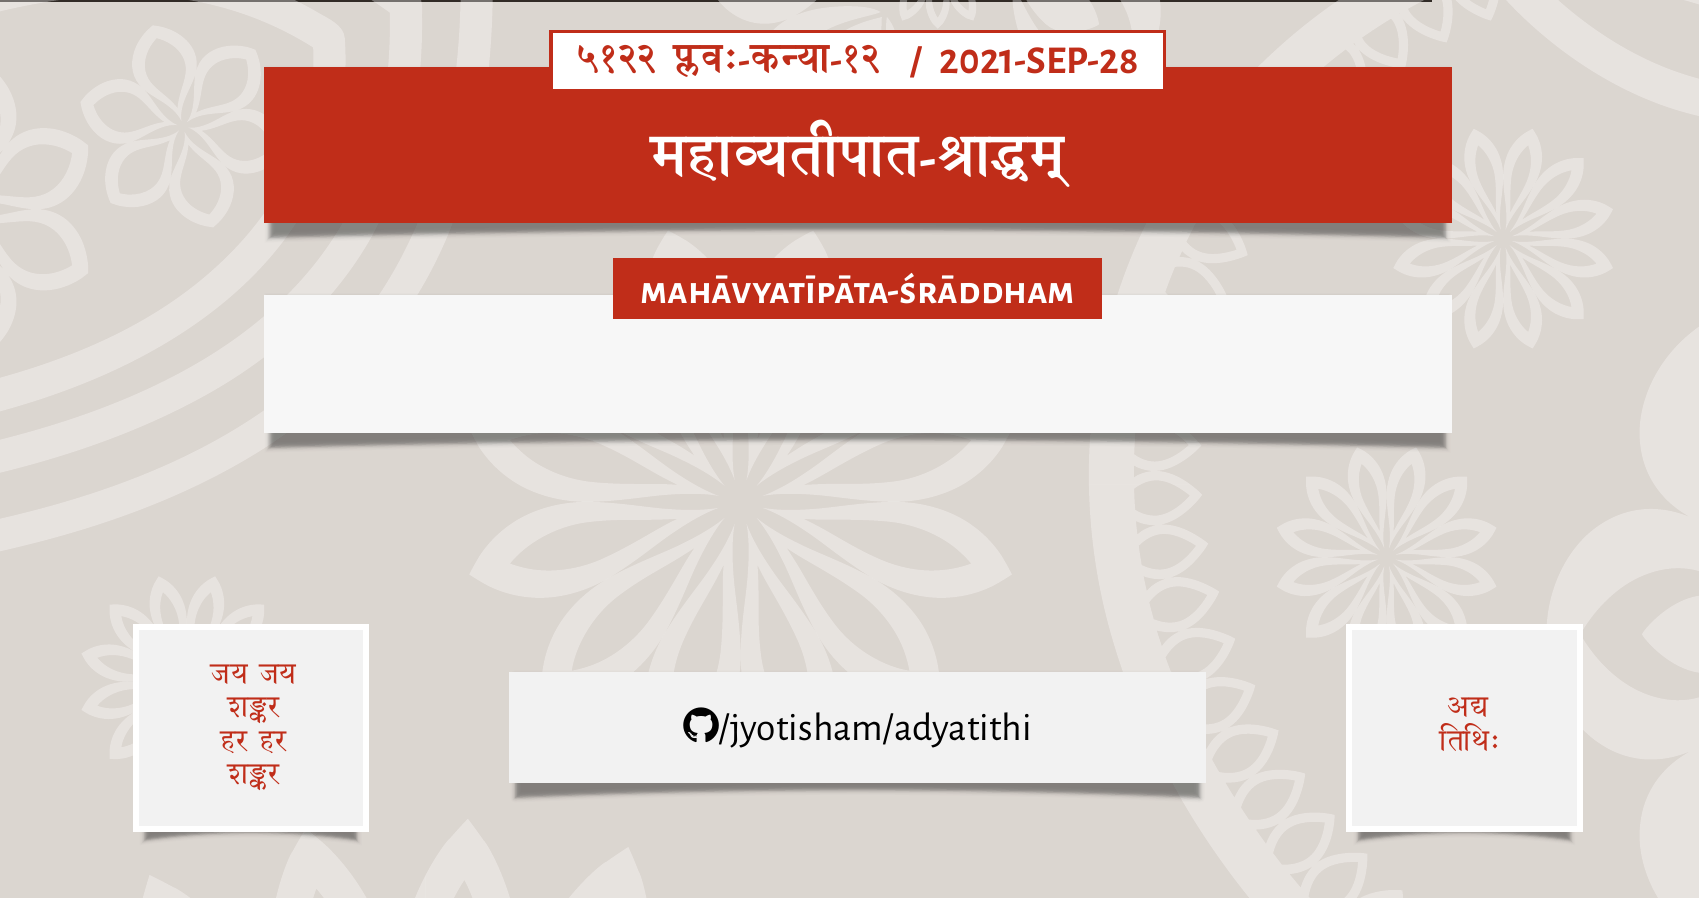 ५१२२ प्लवः-कन्या-१२ / 2021-SEP-28
महाव्यतीपात-श्राद्धम्
MAHĀVYATĪPĀTA-ŚRĀDDHAM
जय जय
शङ्कर
हर हर
शङ्कर
/jyotisham/adyatithi
अद्य
तिथिः